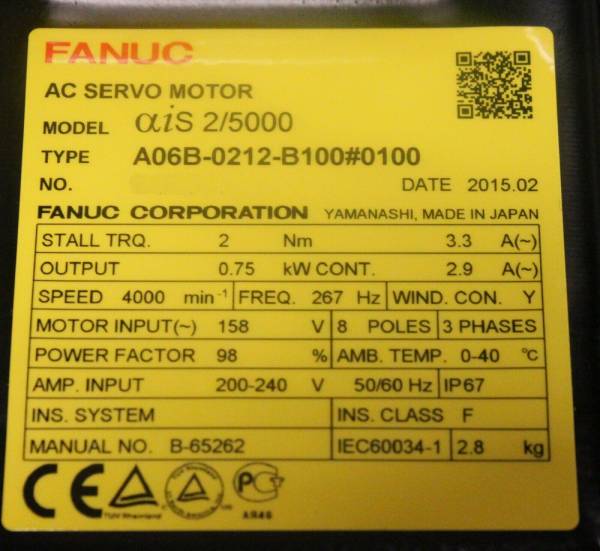 FANUC
AC SERVO MOTOR
MODEL αiS 2/5000
TYPE A06B-0212-B100#0100
NO. DATE 2015.02
FANUC CORPORATION YAMANASHI, MADE IN JAPAN
STALL TRQ. 2 Nm 3.3 A(~)
OUTPUT 0.75 kW CONT. 2.9 A(~)
SPEED 4000 min⁻¹ FREQ. 267 Hz WIND. CON. Y
MOTOR INPUT(~) 158 V 8 POLES 3 PHASES
POWER FACTOR 98 % AMB. TEMP. 0-40 ℃
AMP. INPUT 200-240 V 50/60 Hz IP67
INS. SYSTEM INS. CLASS F
MANUAL NO. B-65262 IEC60034-1 2.8 kg
CE
TUV Rheinland